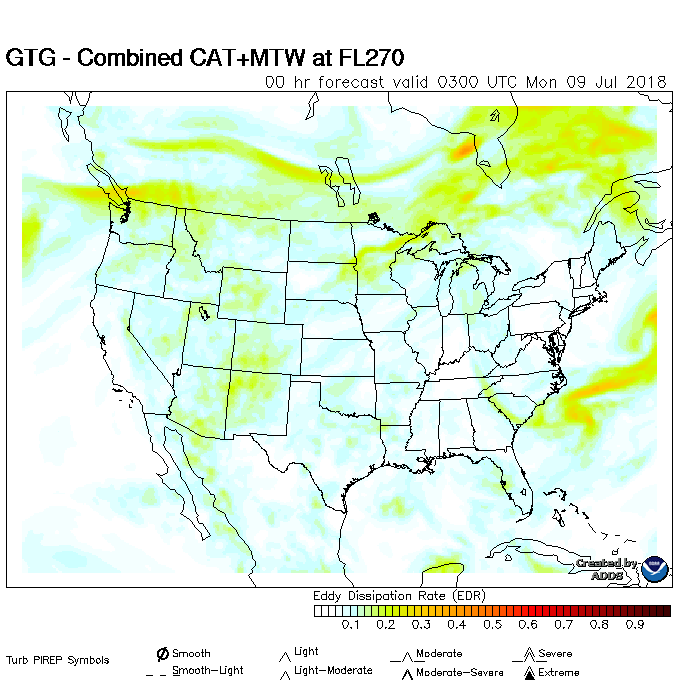 GTG - Combined CAT+MTW at FL270
00 hr forecast valid 0300 UTC Mon 09 Jul 2018
Created by
ADDS
Eddy Dissipation Rate (EDR)
0.1 0.2 0.3 0.4 0.5 0.6 0.7 0.8 0.9
Turb PIREP Symbols
Smooth Light Moderate Severe
Smooth-Light Light-Moderate Moderate-Severe Extreme